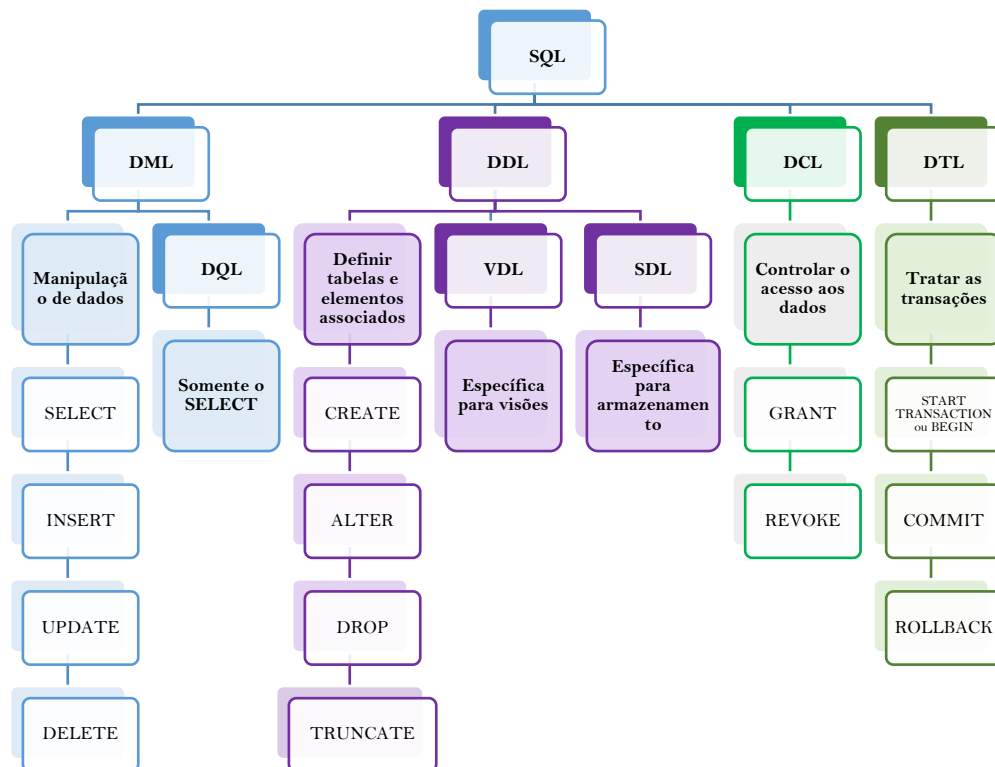 SQL
DML
DDL
DCL
DTL
Manipulaçã
o de dados
DQL
Definir
tabelas e
elementos
associados
VDL
SDL
Controlar o
acesso aos
dados
Tratar as
transações
SELECT
Somente o
SELECT
CREATE
Específica
para visões
Específica
para
armazenamen
to
GRANT
START
TRANSACTION
ou BEGIN
INSERT
ALTER
REVOKE
COMMIT
UPDATE
DROP
ROLLBACK
DELETE
TRUNCATE